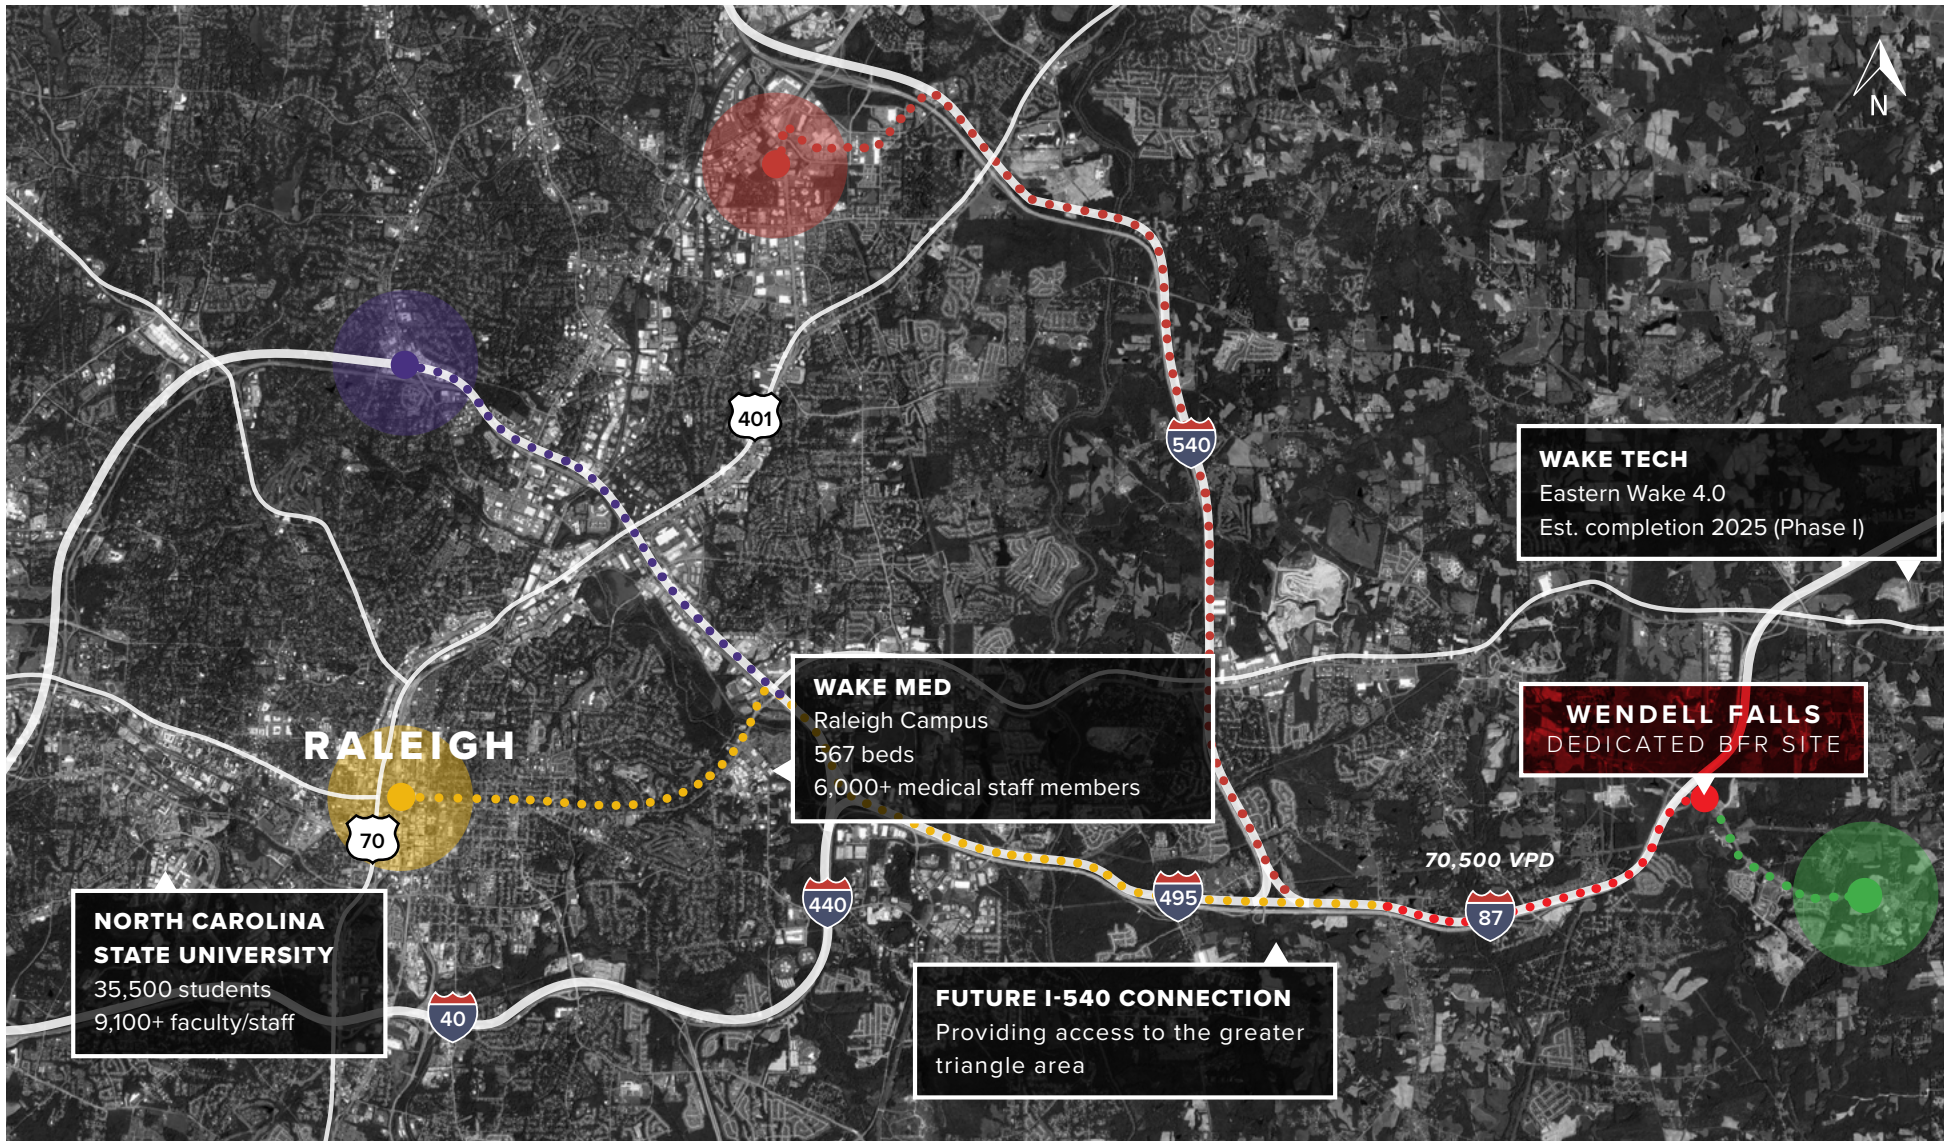 N
401
540
WAKE TECH
Eastern Wake 4.0
Est. completion 2025 (Phase I)
WAKE MED
Raleigh Campus
567 beds
6,000+ medical staff members
WENDELL FALLS
DEDICATED BFR SITE
RALEIGH
70
70,500 VPD
440
495
87
NORTH CAROLINA
STATE UNIVERSITY
35,500 students
9,100+ faculty/staff
40
FUTURE I-540 CONNECTION
Providing access to the greater
triangle area